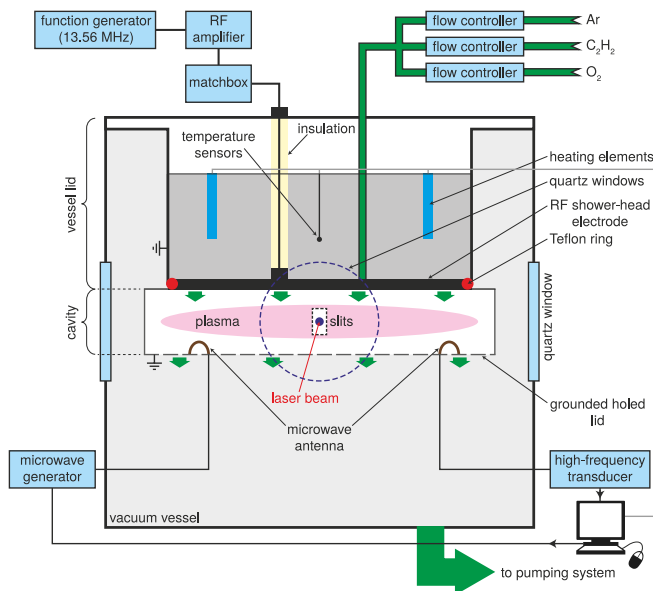 function generator
(13.56 MHz)
RF
amplifier
matchbox
flow controller
Ar
flow controller
C₂H₂
flow controller
O₂
insulation
temperature
sensors
heating elements
quartz windows
RF shower-head
electrode
Teflon ring
vessel lid
cavity
plasma
slits
quartz window
laser beam
grounded holed
lid
microwave
antenna
microwave
generator
high-frequency
transducer
vacuum vessel
to pumping system